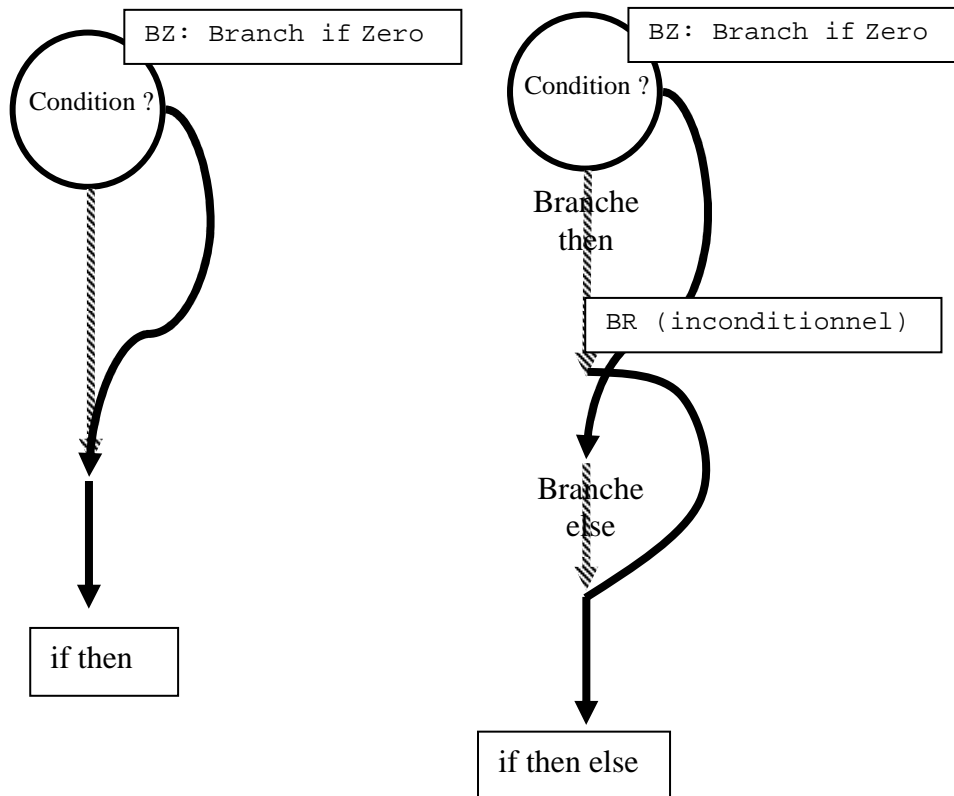 BZ: Branch if Zero
Condition ?
if then
BZ: Branch if Zero
Condition ?
Branche
then
BR (inconditionnel)
Branche
else
if then else